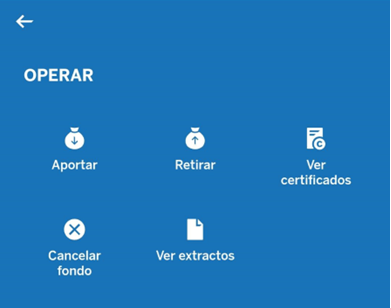 OPERAR
Aportar
Retirar
Ver
certificados
Cancelar
fondo
Ver extractos